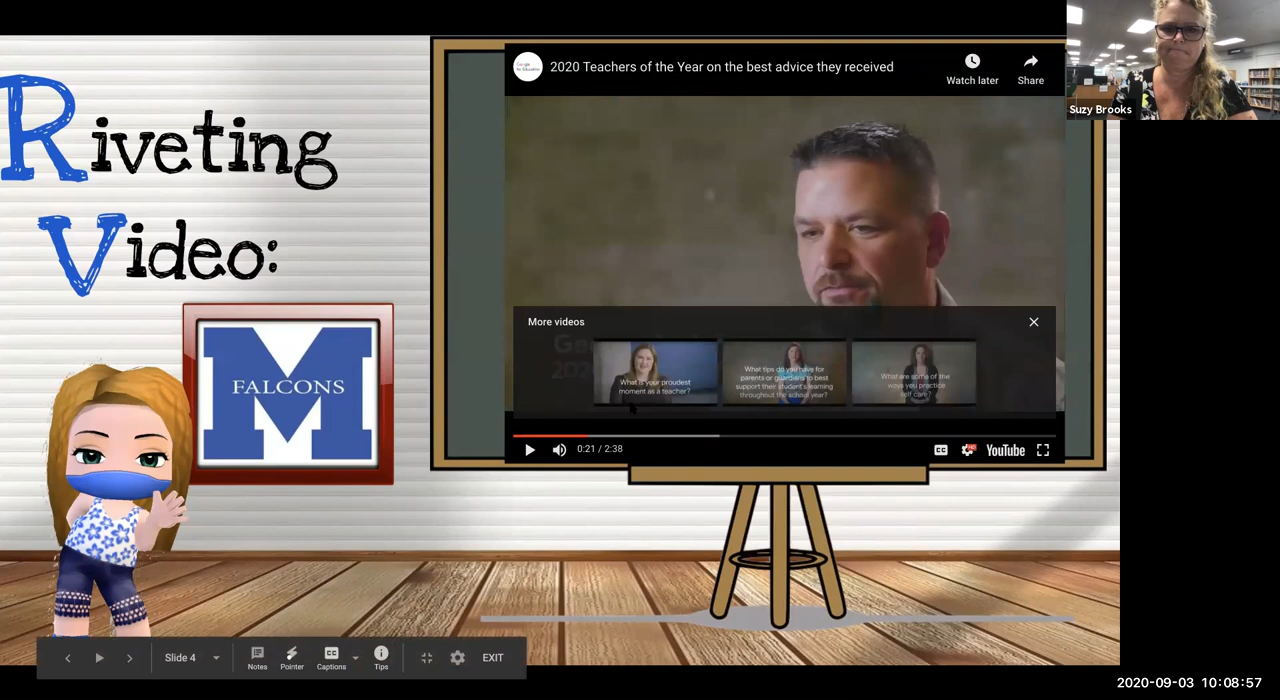 Riveting
Video:
FALCONS
2020 Teachers of the Year on the best advice they received
Watch later
Share
Suzy Brooks
More videos
What is your proudest
moment as a teacher?
What tips do you have for
parents or guardians to best
support their student's learning
throughout the school year?
What are some of the
ways you practice
self care?
0:21 / 2:38
CC
YouTube
Slide 4
Notes
Pointer
CC
Captions
Tips
EXIT
2020-09-03 10:08:57